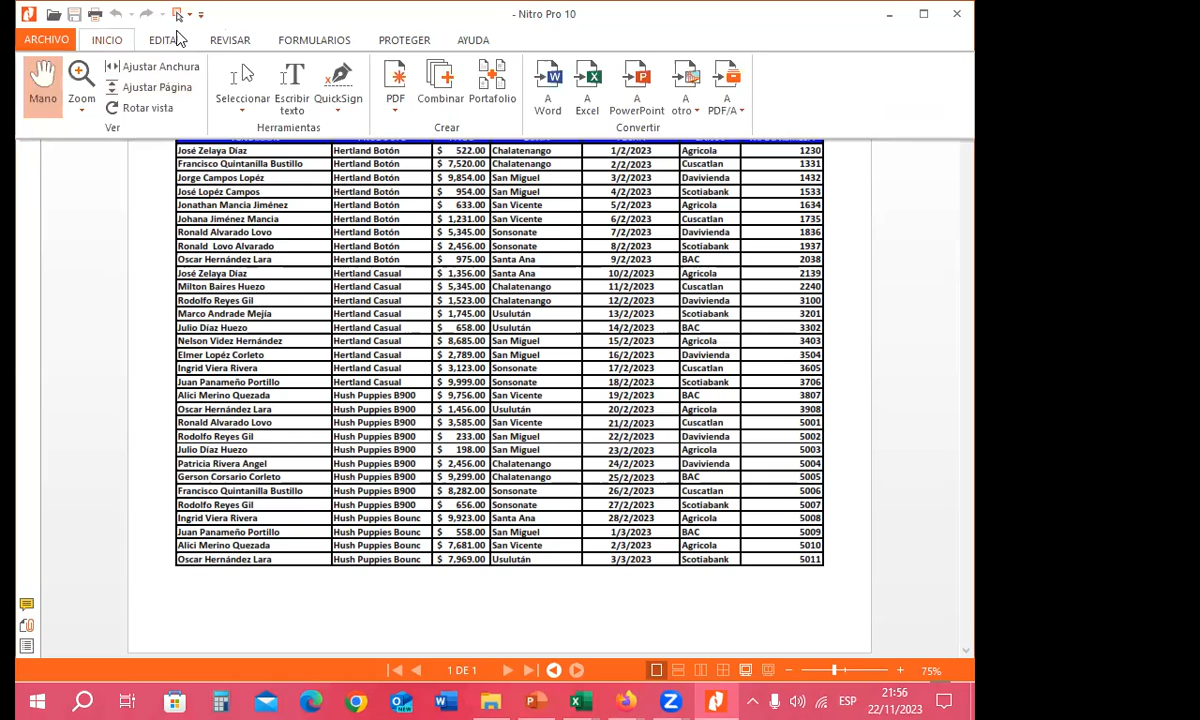 - Nitro Pro 10
ARCHIVO INICIO EDITA REVISAR FORMULARIOS PROTEGER AYUDA
Mano
Zoom
Ajustar Anchura
Ajustar Página
Rotar vista
Ver
Seleccionar
Escribir texto
QuickSign
Herramientas
PDF
Combinar
Portafolio
Crear
A Word
A Excel
A PowerPoint
A otro
A PDF/A
Convertir
José Zelaya Díaz Hertland Botón $ 522.00 Chalatenango 1/2/2023 Agricola 1230
Francisco Quintanilla Bustillo Hertland Botón $ 7,520.00 Chalatenango 2/2/2023 Cuscatlan 1331
Jorge Campos Lopéz Hertland Botón $ 9,854.00 San Miguel 3/2/2023 Davivienda 1432
José Lopéz Campos Hertland Botón $ 954.00 San Miguel 4/2/2023 Scotiabank 1533
Jonathan Mancia Jiménez Hertland Botón $ 633.00 San Vicente 5/2/2023 Agricola 1634
Johana Jiménez Mancia Hertland Botón $ 1,231.00 San Vicente 6/2/2023 Cuscatlan 1735
Ronald Alvarado Lovo Hertland Botón $ 5,345.00 Sonsonate 7/2/2023 Davivienda 1836
Ronald Lovo Alvarado Hertland Botón $ 2,456.00 Sonsonate 8/2/2023 Scotiabank 1937
Oscar Hernández Lara Hertland Botón $ 975.00 Santa Ana 9/2/2023 BAC 2038
José Zelaya Díaz Hertland Casual $ 1,356.00 Santa Ana 10/2/2023 Agricola 2139
Milton Baires Huezo Hertland Casual $ 5,345.00 Chalatenango 11/2/2023 Cuscatlan 2240
Rodolfo Reyes Gil Hertland Casual $ 1,523.00 Chalatenango 12/2/2023 Davivienda 3100
Marco Andrade Mejía Hertland Casual $ 1,745.00 Usulután 13/2/2023 Scotiabank 3201
Julio Díaz Huezo Hertland Casual $ 658.00 Usulután 14/2/2023 BAC 3302
Nelson Videz Hernández Hertland Casual $ 8,685.00 San Miguel 15/2/2023 Agricola 3403
Elmer Lopéz Corleto Hertland Casual $ 2,789.00 San Miguel 16/2/2023 Davivienda 3504
Ingrid Viera Rivera Hertland Casual $ 3,123.00 Sonsonate 17/2/2023 Cuscatlan 3605
Juan Panameño Portillo Hertland Casual $ 9,999.00 Sonsonate 18/2/2023 Scotiabank 3706
Alici Merino Quezada Hush Puppies B900 $ 9,756.00 San Vicente 19/2/2023 BAC 3807
Oscar Hernández Lara Hush Puppies B900 $ 1,456.00 Usulután 20/2/2023 Agricola 3908
Ronald Alvarado Lovo Hush Puppies B900 $ 3,585.00 San Vicente 21/2/2023 Cuscatlan 5001
Rodolfo Reyes Gil Hush Puppies B900 $ 233.00 San Miguel 22/2/2023 Davivienda 5002
Julio Díaz Huezo Hush Puppies B900 $ 198.00 San Miguel 23/2/2023 Agricola 5003
Patricia Rivera Angel Hush Puppies B900 $ 2,456.00 Chalatenango 24/2/2023 Davivienda 5004
Gerson Corsario Corleto Hush Puppies B900 $ 9,299.00 Chalatenango 25/2/2023 BAC 5005
Francisco Quintanilla Bustillo Hush Puppies B900 $ 8,282.00 Sonsonate 26/2/2023 Cuscatlan 5006
Rodolfo Reyes Gil Hush Puppies B900 $ 656.00 Sonsonate 27/2/2023 Scotiabank 5007
Ingrid Viera Rivera Hush Puppies Bounc $ 9,923.00 Santa Ana 28/2/2023 Agricola 5008
Juan Panameño Portillo Hush Puppies Bounc $ 558.00 San Miguel 1/3/2023 BAC 5009
Alici Merino Quezada Hush Puppies Bounc $ 7,681.00 San Vicente 2/3/2023 Agricola 5010
Oscar Hernández Lara Hush Puppies Bounc $ 7,969.00 Usulután 3/3/2023 Scotiabank 5011
1 DE 1
75%
ESP
21:56
22/11/2023